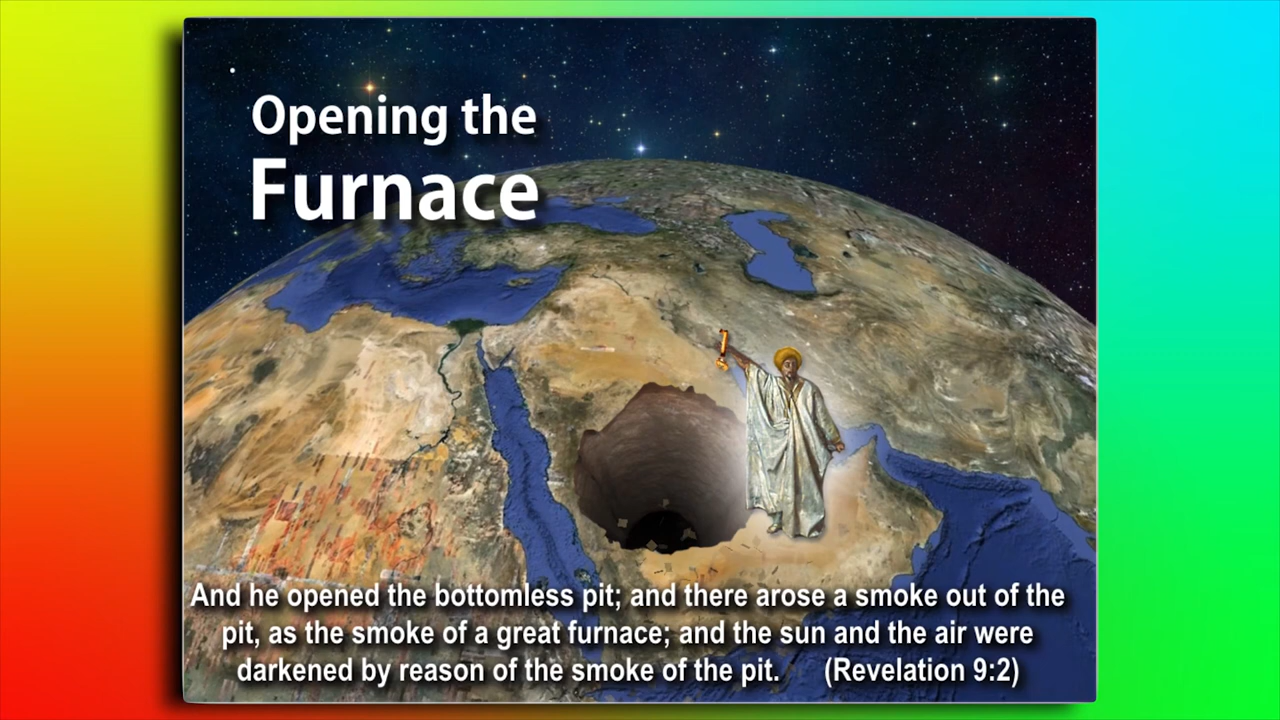 Opening the
Furnace
And he opened the bottomless pit; and there arose a smoke out of the
pit, as the smoke of a great furnace; and the sun and the air were
darkened by reason of the smoke of the pit. (Revelation 9:2)